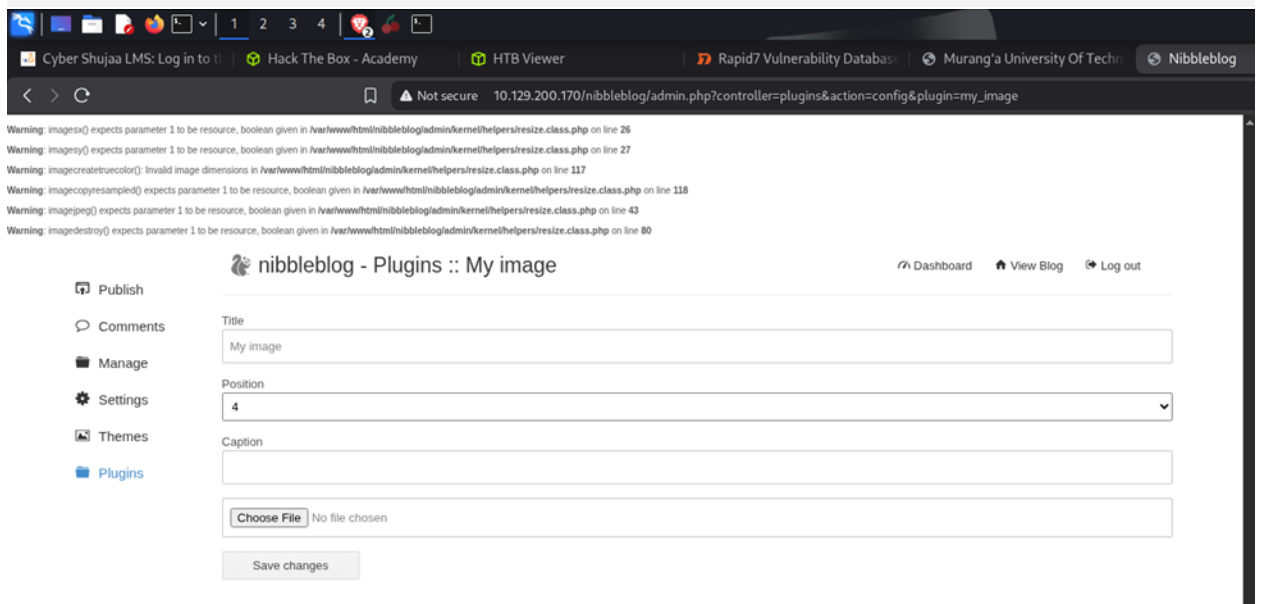 1 2 3 4 2
Cyber Shujaa LMS: Log in to t Hack The Box - Academy HTB Viewer Rapid7 Vulnerability Databas Murang'a University Of Techn Nibbleblog
Not secure 10.129.200.170/nibbleblog/admin.php?controller=plugins&action=config&plugin=my_image
Warning: imagesx() expects parameter 1 to be resource, boolean given in /var/www/html/nibbleblog/admin/kernel/helpers/resize.class.php on line 26
Warning: imagesy() expects parameter 1 to be resource, boolean given in /var/www/html/nibbleblog/admin/kernel/helpers/resize.class.php on line 27
Warning: imagecreatetruecolor(): Invalid image dimensions in /var/www/html/nibbleblog/admin/kernel/helpers/resize.class.php on line 117
Warning: imagecopyresampled() expects parameter 1 to be resource, boolean given in /var/www/html/nibbleblog/admin/kernel/helpers/resize.class.php on line 118
Warning: imagejpeg() expects parameter 1 to be resource, boolean given in /var/www/html/nibbleblog/admin/kernel/helpers/resize.class.php on line 43
Warning: imagedestroy() expects parameter 1 to be resource, boolean given in /var/www/html/nibbleblog/admin/kernel/helpers/resize.class.php on line 80
nibbleblog - Plugins :: My image
Dashboard View Blog Log out
Publish
Comments
Manage
Settings
Themes
Plugins
Title
My image
Position
4
Caption
Choose File No file chosen
Save changes